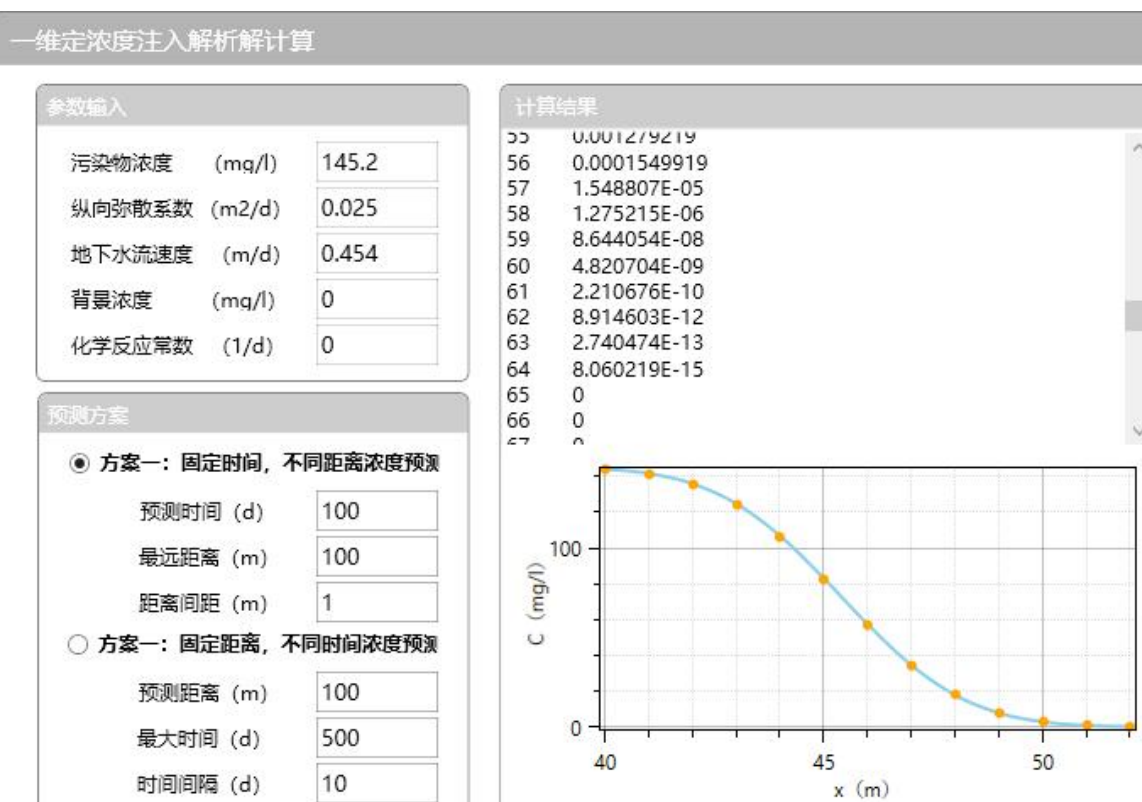 一维定浓度注入解析解计算
参数输入
污染物浓度 (mg/l) 145.2
纵向弥散系数 (m2/d) 0.025
地下水流速度 (m/d) 0.454
背景浓度 (mg/l) 0
化学反应常数 (1/d) 0
预测方案
方案一：固定时间，不同距离浓度预测
预测时间 (d) 100
最远距离 (m) 100
距离间距 (m) 1
方案一：固定距离，不同时间浓度预测
预测距离 (m) 100
最大时间 (d) 500
时间间隔 (d) 10
计算结果
55 0.001279219
56 0.0001549919
57 1.548807E-05
58 1.275215E-06
59 8.644054E-08
60 4.820704E-09
61 2.210676E-10
62 8.914603E-12
63 2.740474E-13
64 8.060219E-15
65 0
66 0
67 0
C (mg/l)
100
0
40 45 50
x (m)